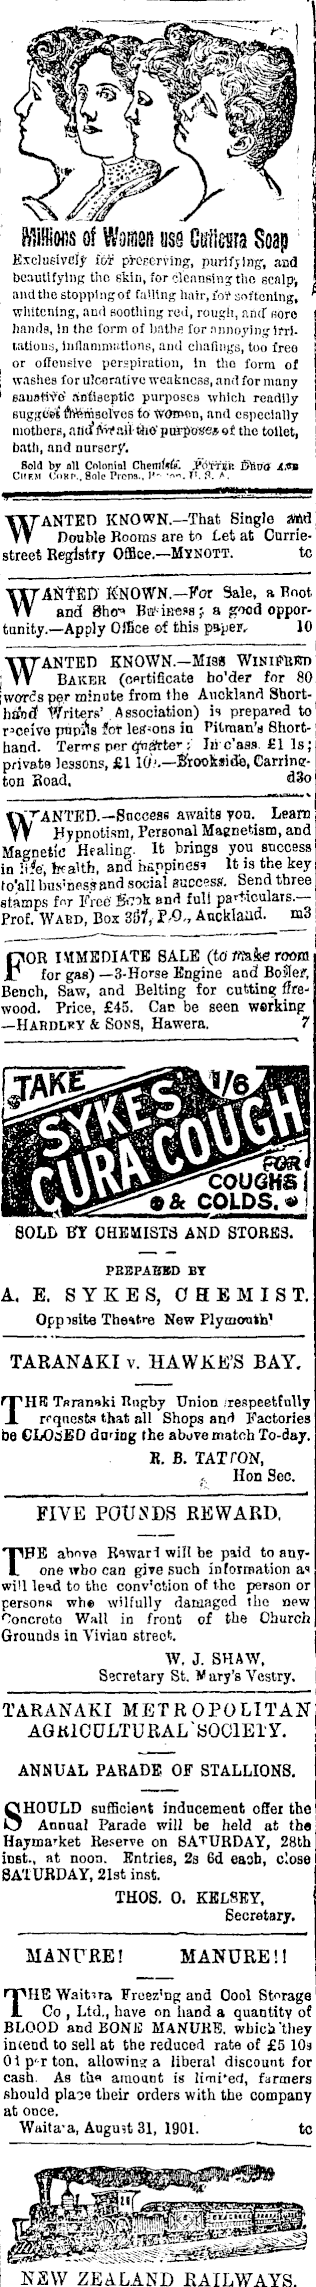 Millions of Women use Cuticura Soap
Exclusively for preserving, purifying, and
beautifying the skin, for cleansing the scalp,
and the stopping of falling hair, for softening,
whitening, and soothing red, rough, and sore
hands, in the form of baths for annoying irri-
tations, inflammations, and chafings, too free
or offensive perspiration, in the form of
washes for ulcerative weakness, and for many
sanative antiseptic purposes which readily
suggest themselves to women, and especially
mothers, and for all the purposes of the toilet,
bath, and nursery.
Sold by all Colonial Chemists. POTTER DRUG AND
CHEM CORP., Sole Props., U. S. A.
WANTED KNOWN.—That Single and
Double Rooms are to Let at Currie-
street Registry Office.—MYNOTT. tc
WANTED KNOWN.—For Sale, a Boot
and Shoe Business; a good oppor-
tunity.—Apply Office of this paper. 10
WANTED KNOWN.—MISS WINIFRED
BAKER (certificate holder for 80
words per minute from the Auckland Short-
hand Writers' Association) is prepared to
receive pupils for lessons in Pitman's Short-
hand. Terms per quarter: In class. £1 1s;
private lessons, £1 10s.—Brookside, Carring-
ton Road. d3o
WANTED.—Success awaits you. Learn
Hypnotism, Personal Magnetism, and
Magnetic Healing. It brings you success
in life, health, and happiness It is the key
to all business and social success. Send three
stamps for Free Book and full particulars.—
Prof. WARD, Box 357, P.O., Auckland. m3
FOR IMMEDIATE SALE (to make room
for gas)—3-Horse Engine and Boiler,
Bench, Saw, and Belting for cutting fire-
wood. Price, £45. Can be seen working
—HARDLEY & SONS, Hawera. 7
TAKE 1/6
SYKES'
CURA COUGH
FOR
COUGHS
& COLDS.
SOLD BY CHEMISTS AND STORES.
PREPARED BY
A. E. SYKES, CHEMIST.
Opposite Theatre New Plymouth
TARANAKI v. HAWKE'S BAY.
THE Taranaki Rugby Union respectfully
requests that all Shops and Factories
be CLOSED during the above match To-day.
R. B. TATTON,
Hon Sec.
FIVE POUNDS REWARD.
THE above Reward will be paid to any-
one who can give such information as
will lead to the conviction of the person or
persons who wilfully damaged the new
Concrete Wall in front of the Church
Grounds in Vivian street.
W. J. SHAW,
Secretary St. Mary's Vestry.
TARANAKI METROPOLITAN
AGRICULTURAL SOCIETY.
ANNUAL PARADE OF STALLIONS.
SHOULD sufficient inducement offer the
Annual Parade will be held at the
Haymarket Reserve on SATURDAY, 28th
inst., at noon. Entries, 2s 6d each, close
SATURDAY, 21st inst.
THOS. O. KELSEY,
Secretary.
MANURE! MANURE!!
THE Waitara Freezing and Cool Storage
Co, Ltd., have on hand a quantity of
BLOOD and BONE MANURE, which they
intend to sell at the reduced rate of £5 10s
0d per ton, allowing a liberal discount for
cash. As the amount is limited, farmers
should place their orders with the company
at once.
Waitara, August 31, 1901. tc
NEW ZEALAND RAILWAYS.